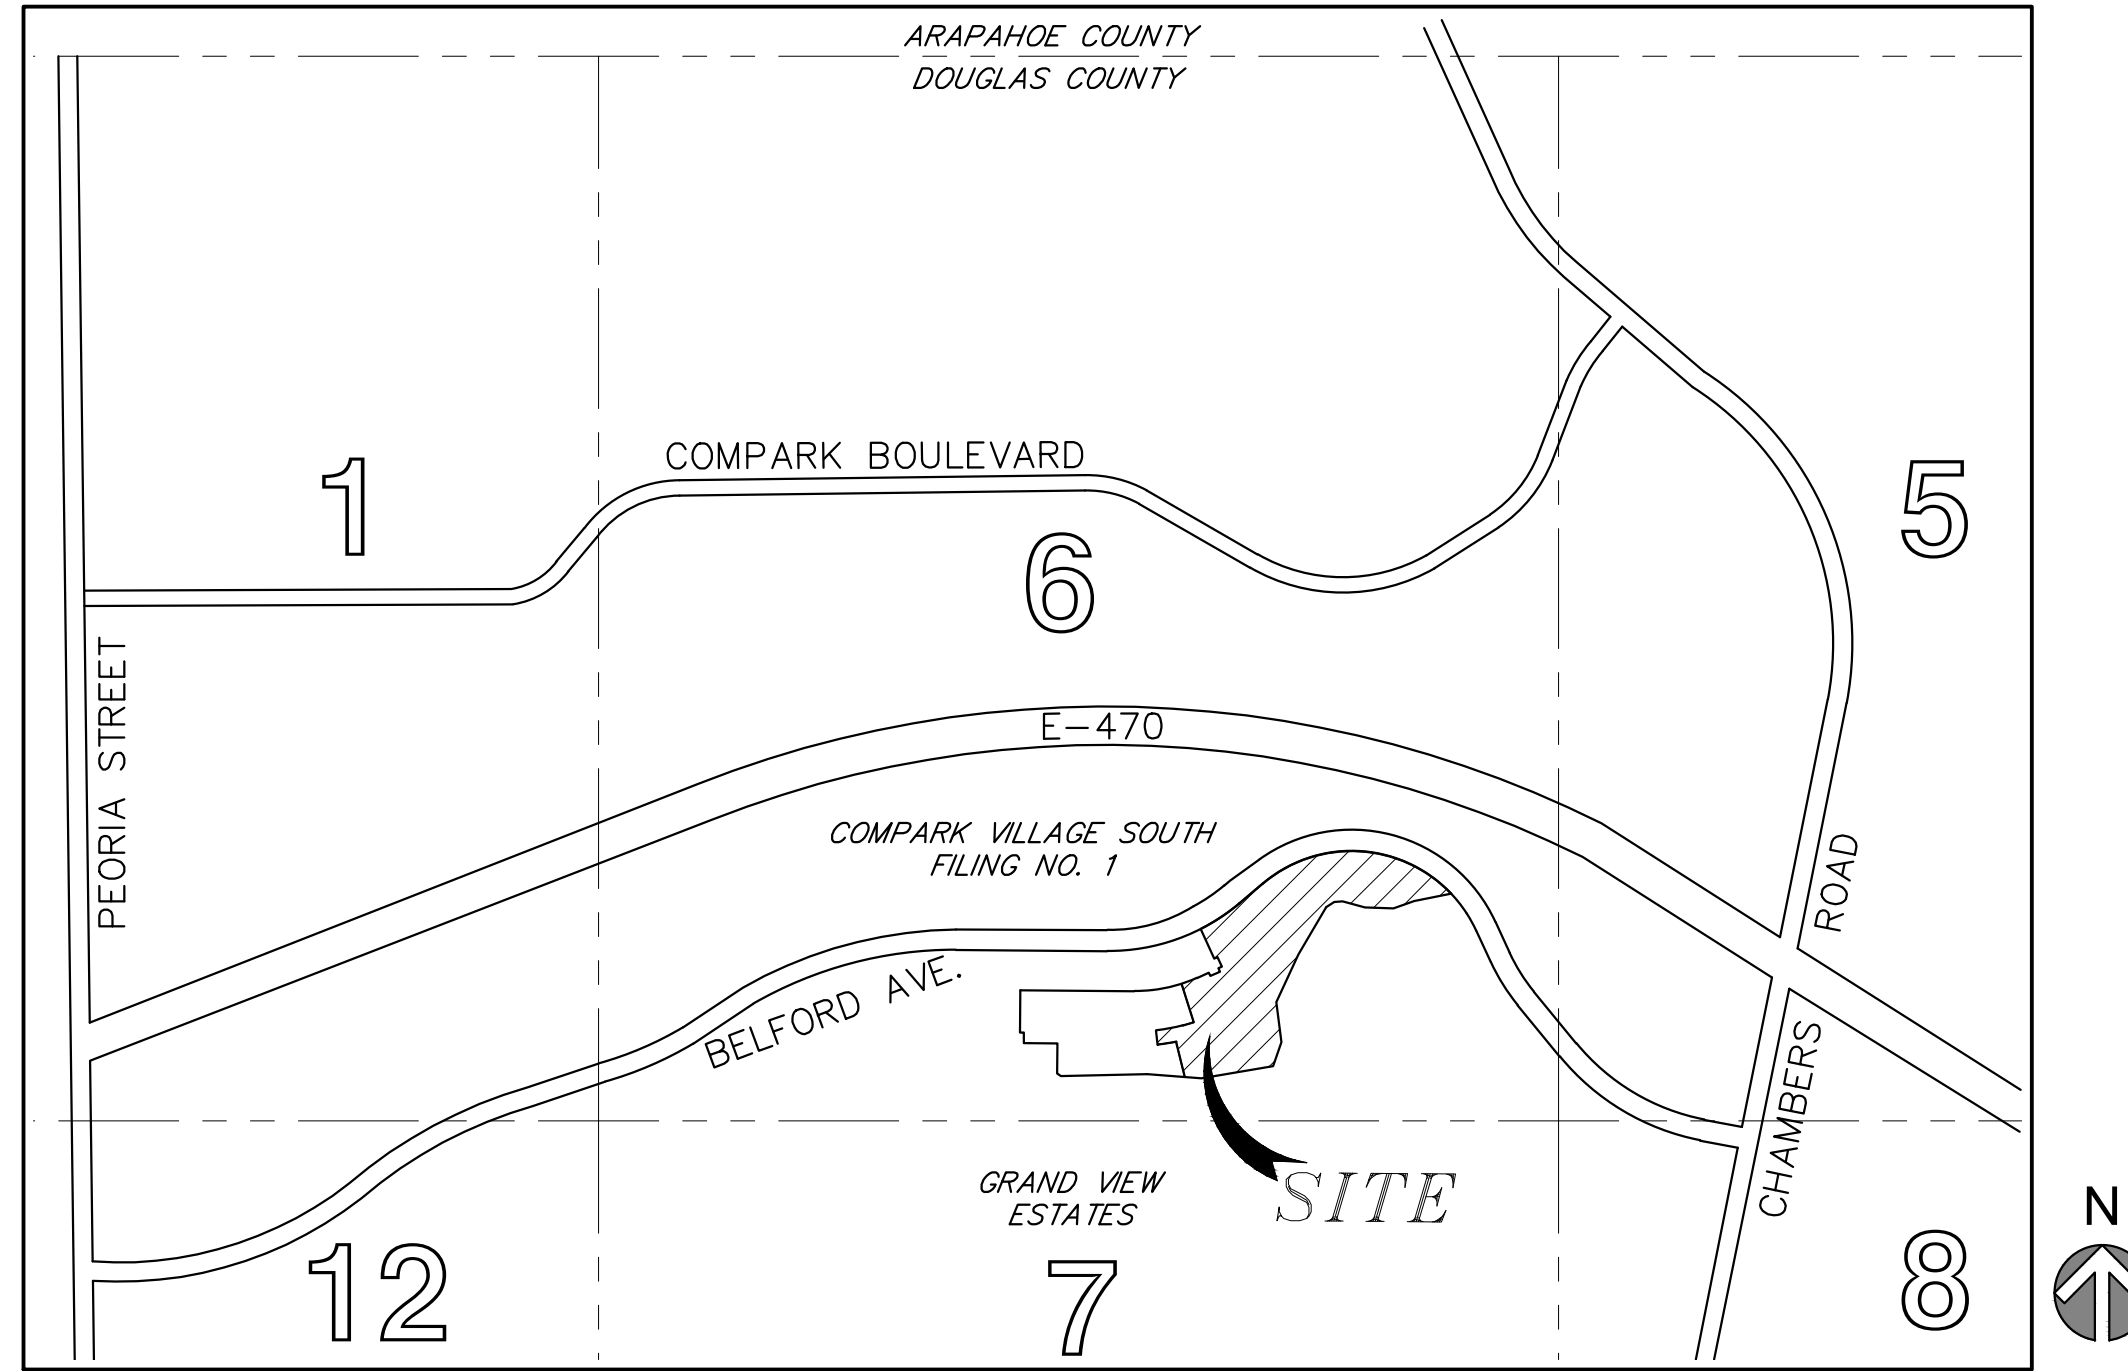 ARAPAHOE COUNTY
DOUGLAS COUNTY
1
COMPARK BOULEVARD
5
6
PEORIA STREET
E-470
COMPARK VILLAGE SOUTH
FILING NO. 1
CHAMBERS ROAD
BELFORD AVE.
GRAND VIEW
ESTATES
SITE
N
12
7
8